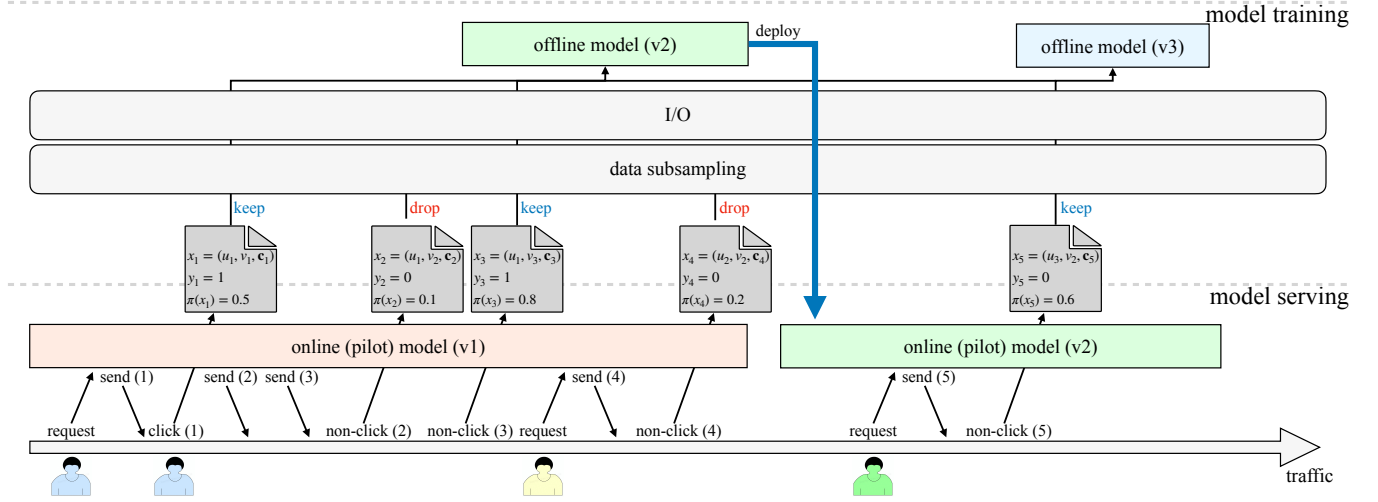 model training
offline model (v2)
deploy
offline model (v3)
I/O
data subsampling
keep
drop
keep
drop
keep
x₁ = (u₁, v₁, c₁)
y₁ = 1
π(x₁) = 0.5
x₂ = (u₁, v₂, c₂)
y₂ = 0
π(x₂) = 0.1
x₃ = (u₁, v₃, c₃)
y₃ = 1
π(x₃) = 0.8
x₄ = (u₂, v₂, c₄)
y₄ = 0
π(x₄) = 0.2
x₅ = (u₃, v₂, c₅)
y₅ = 0
π(x₅) = 0.6
model serving
online (pilot) model (v1)
online (pilot) model (v2)
send (1)
send (2)
send (3)
send (4)
send (5)
request
click (1)
non-click (2)
non-click (3)
request
non-click (4)
request
non-click (5)
traffic